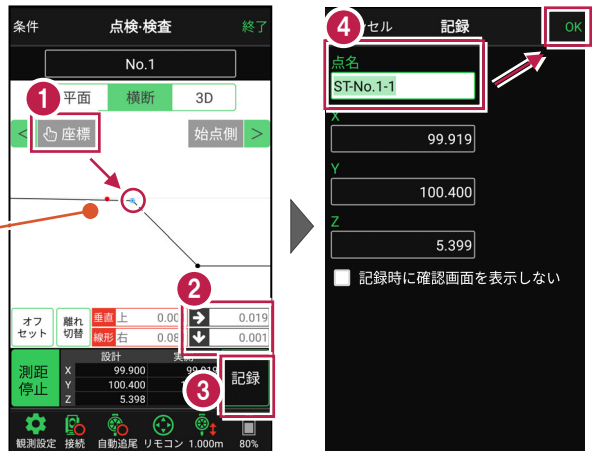 条件 点検･検査 終了
No.1
1
平面 横断 3D
< 座標 始点側 >
2
オフセット
離れ切替
垂直 上 0.00 → 0.019
線形 右 0.08 ↓ 0.001
設計 実測
測距停止
X 99.900 99.919
Y 100.400 1
Z 5.398
3
記録
観測設定 接続 自動追尾 リモコン 1.000m 80%
4
セル 記録 OK
点名
ST-No.1-1
X
99.919
Y
100.400
Z
5.399
記録時に確認画面を表示しない